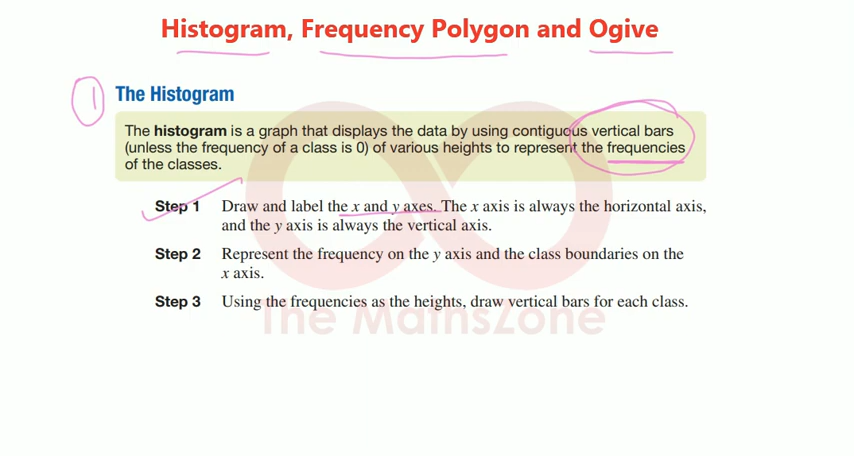 Histogram, Frequency Polygon and Ogive
1
The Histogram
The histogram is a graph that displays the data by using contiguous vertical bars
(unless the frequency of a class is 0) of various heights to represent the frequencies
of the classes.
Step 1 Draw and label the x and y axes. The x axis is always the horizontal axis,
and the y axis is always the vertical axis.
Step 2 Represent the frequency on the y axis and the class boundaries on the
x axis.
Step 3 Using the frequencies as the heights, draw vertical bars for each class.
The MathsZone